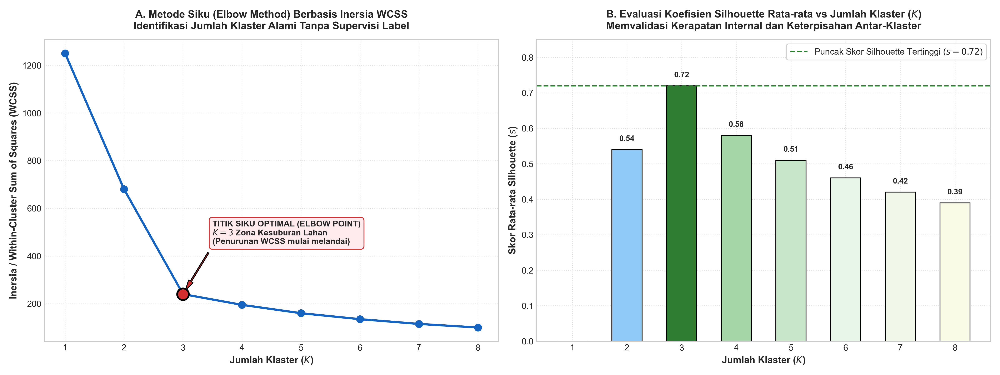 A. Metode Siku (Elbow Method) Berbasis Inersia WCSS
Identifikasi Jumlah Klaster Alami Tanpa Supervisi Label
Inersia / Within-Cluster Sum of Squares (WCSS)
1200
1000
800
600
400
200
TITIK SIKU OPTIMAL (ELBOW POINT)
K = 3 Zona Kesuburan Lahan
(Penurunan WCSS mulai melandai)
1 2 3 4 5 6 7 8
Jumlah Klaster (K)
B. Evaluasi Koefisien Silhouette Rata-rata vs Jumlah Klaster (K)
Memvalidasi Kerapatan Internal dan Keterpisahan Antar-Klaster
Puncak Skor Silhouette Tertinggi (s = 0.72)
Skor Rata-rata Silhouette (s)
0.8
0.7
0.6
0.5
0.4
0.3
0.2
0.1
0.0
0.54
0.72
0.58
0.51
0.46
0.42
0.39
1 2 3 4 5 6 7 8
Jumlah Klaster (K)